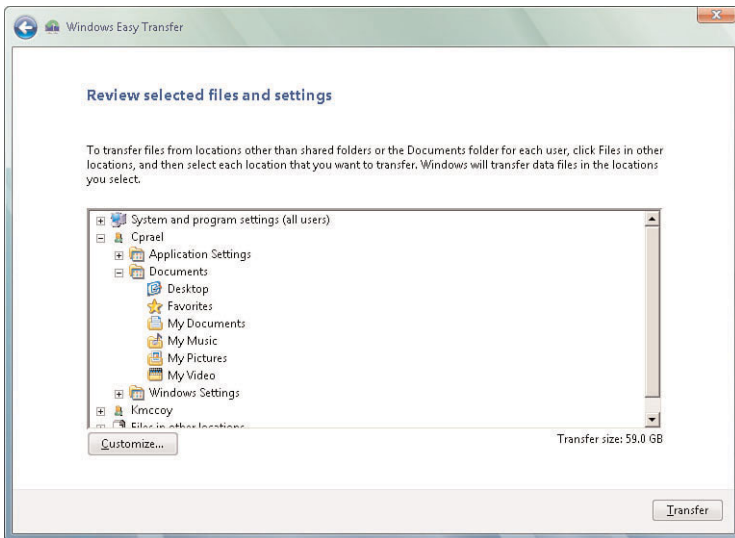 Windows Easy Transfer
Review selected files and settings
To transfer files from locations other than shared folders or the Documents folder for each user, click Files in other
locations, and then select each location that you want to transfer. Windows will transfer data files in the locations
you select.
System and program settings (all users)
Cprael
Application Settings
Documents
Desktop
Favorites
My Documents
My Music
My Pictures
My Video
Windows Settings
Kmccoy
Files in other locations
Customize...
Transfer size: 59.0 GB
Transfer